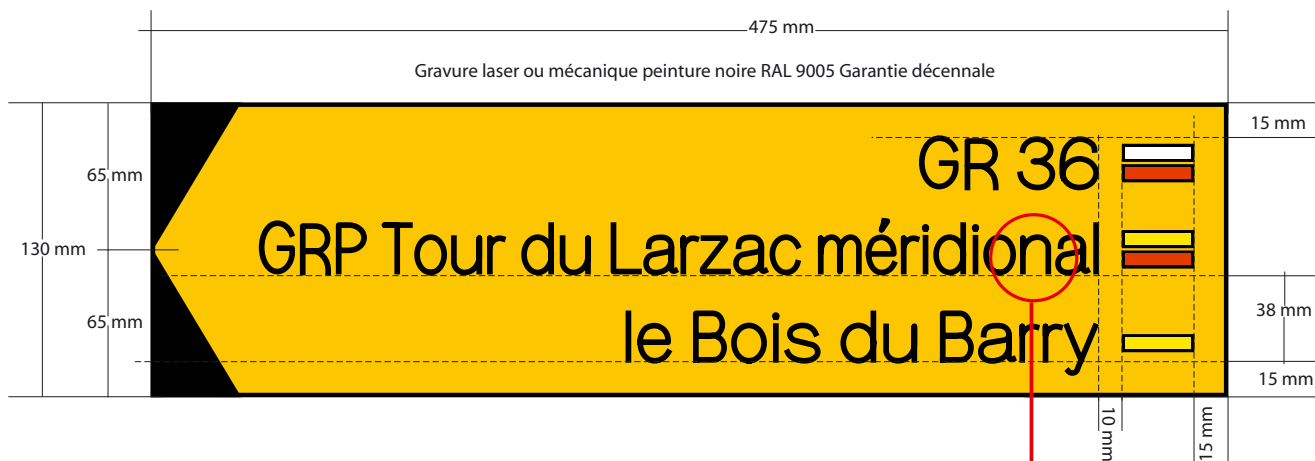 475 mm
Gravure laser ou mécanique peinture noire RAL 9005 Garantie décennale
15 mm
GR 36
65 mm
GRP Tour du Larzac méridional
130 mm
38 mm
65 mm
le Bois du Barry
15 mm
10 mm
15 mm